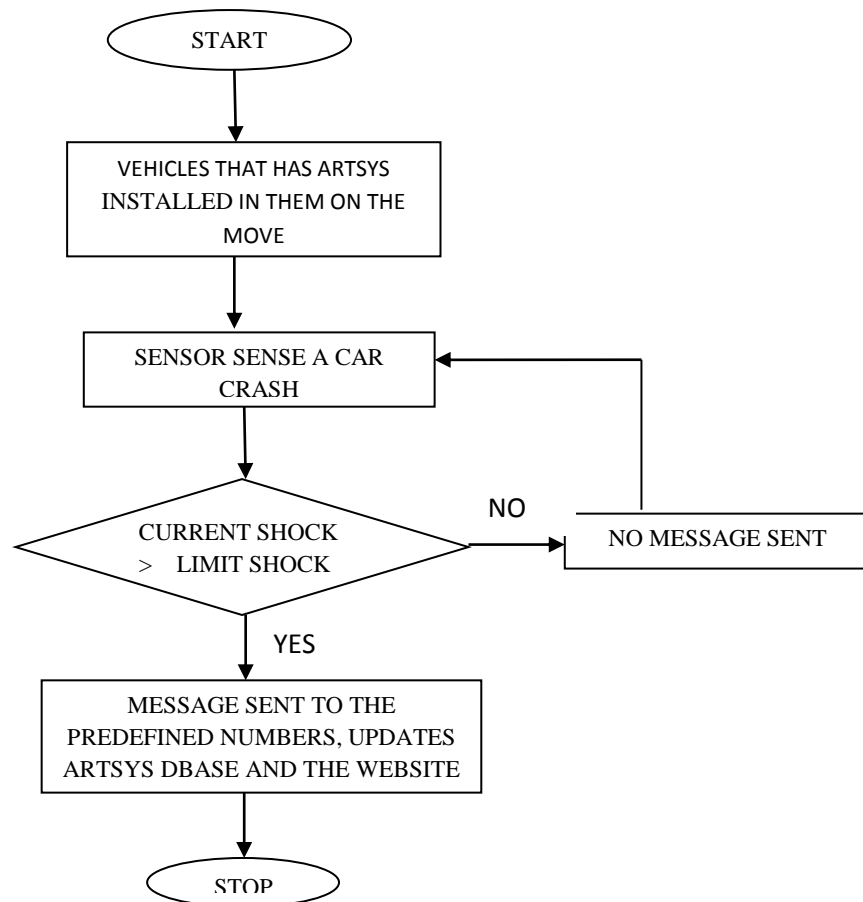 START
VEHICLES THAT HAS ARTSYS
INSTALLED IN THEM ON THE
MOVE
SENSOR SENSE A CAR
CRASH
CURRENT SHOCK
> LIMIT SHOCK
NO
NO MESSAGE SENT
YES
MESSAGE SENT TO THE
PREDEFINED NUMBERS, UPDATES
ARTSYS DBASE AND THE WEBSITE
STOP